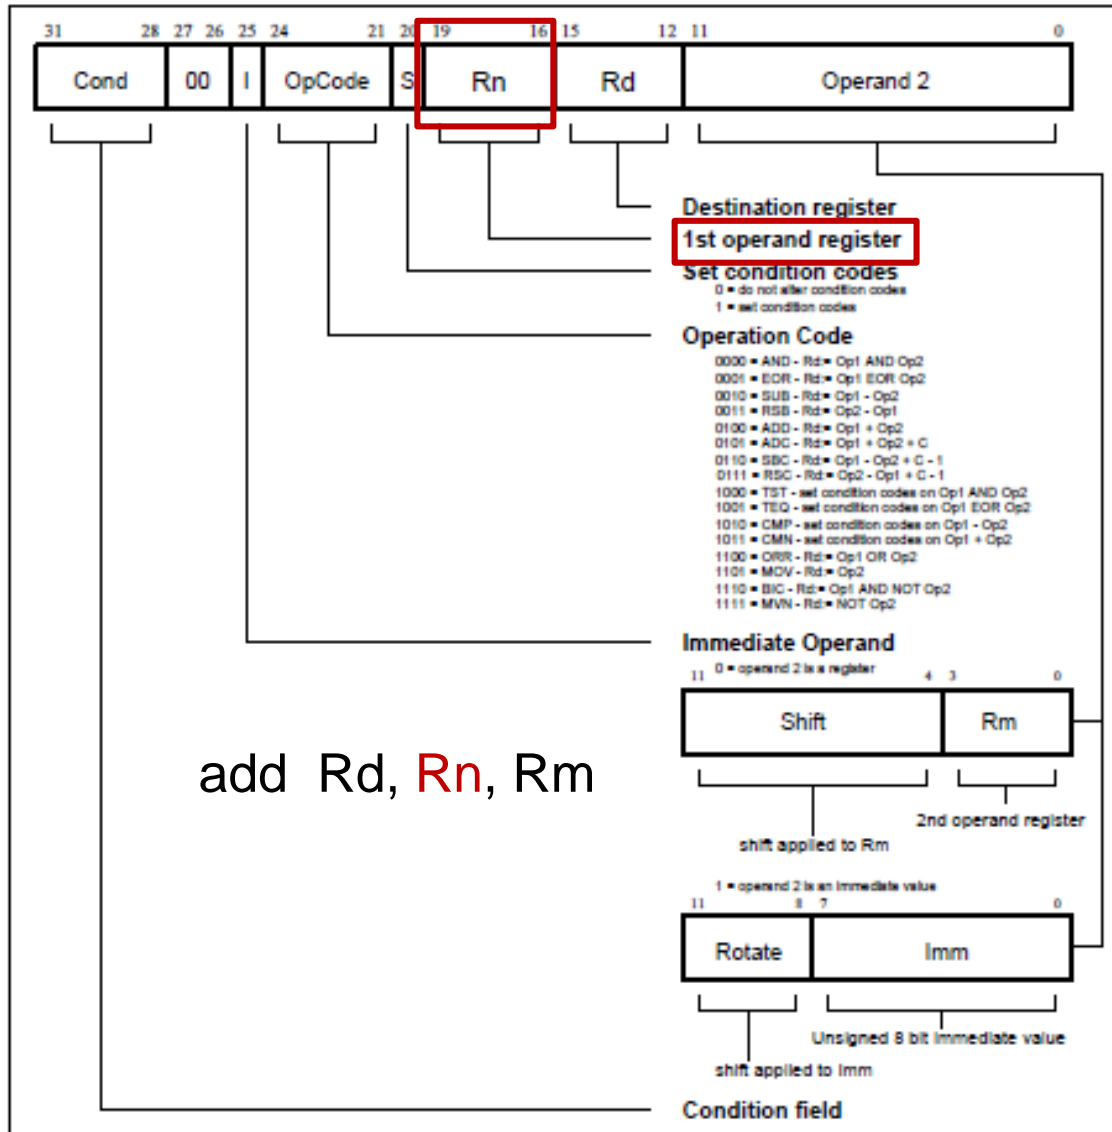 31 28 27 26 25 24 21 20 19 16 15 12 11 0
Cond 00 I OpCode S Rn Rd Operand 2
Destination register
1st operand register
Set condition codes
0 = do not alter condition codes
1 = set condition codes
Operation Code
0000 = AND - Rd:= Op1 AND Op2
0001 = EOR - Rd:= Op1 EOR Op2
0010 = SUB - Rd:= Op1 - Op2
0011 = RSB - Rd:= Op2 - Op1
0100 = ADD - Rd:= Op1 + Op2
0101 = ADC - Rd:= Op1 + Op2 + C
0110 = SBC - Rd:= Op1 - Op2 + C - 1
0111 = RSC - Rd:= Op2 - Op1 + C - 1
1000 = TST - set condition codes on Op1 AND Op2
1001 = TEQ - set condition codes on Op1 EOR Op2
1010 = CMP - set condition codes on Op1 - Op2
1011 = CMN - set condition codes on Op1 + Op2
1100 = ORR - Rd:= Op1 OR Op2
1101 = MOV - Rd:= Op2
1110 = BIC - Rd:= Op1 AND NOT Op2
1111 = MVN - Rd:= NOT Op2
Immediate Operand
0 = operand 2 is a register
11 4 3 0
Shift Rm
add Rd, Rn, Rm
2nd operand register
shift applied to Rm
1 = operand 2 is an immediate value
11 8 7 0
Rotate Imm
Unsigned 8 bit immediate value
shift applied to Imm
Condition field